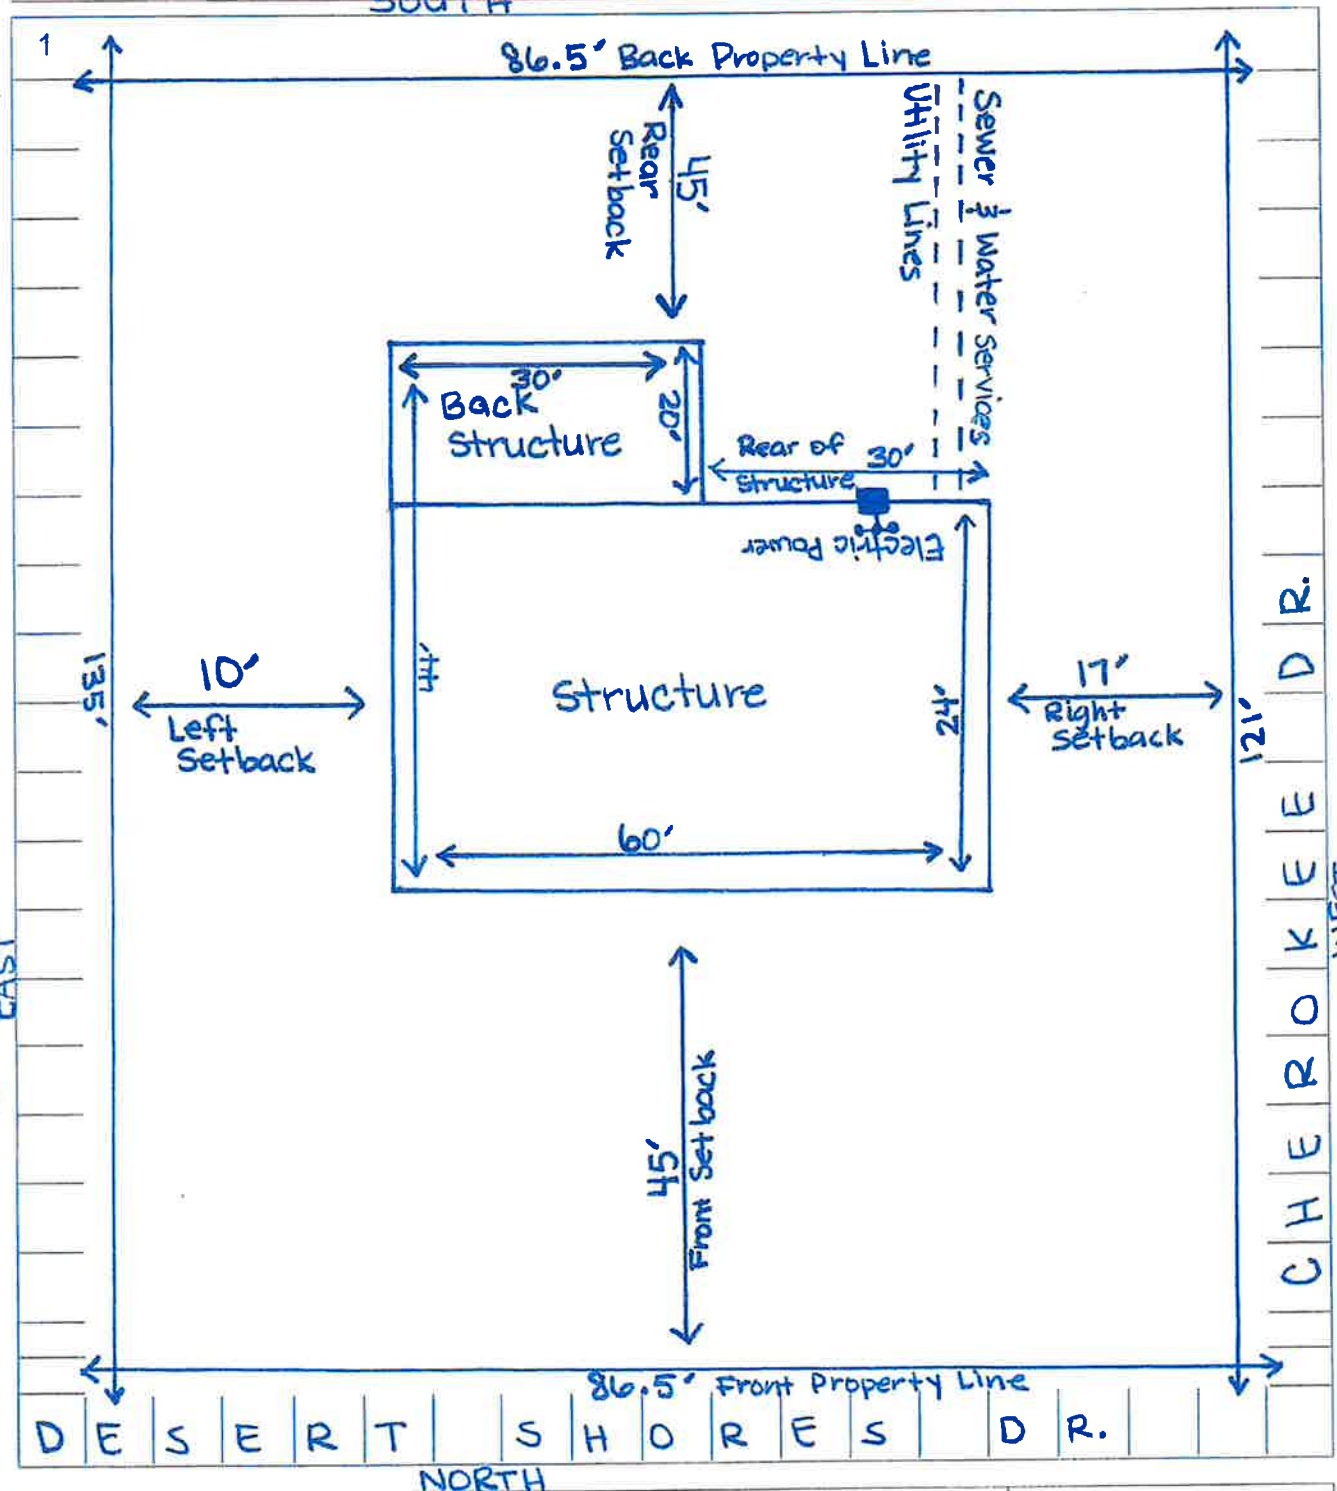 SOUTH
1
86.5' Back Property Line
45'
Rear
Setback
Utility Lines
Sewer & Water Services
30'
Back
Structure
20'
Rear of 30'
Structure
Electric Power
135'
10'
Left
Setback
44'
Structure
24'
17'
Right
Setback
121'
60'
EAST
WEST
45'
Front Setback
86.5' Front Property Line
CHEROKEE DR.
DESERT SHORES DR.
NORTH